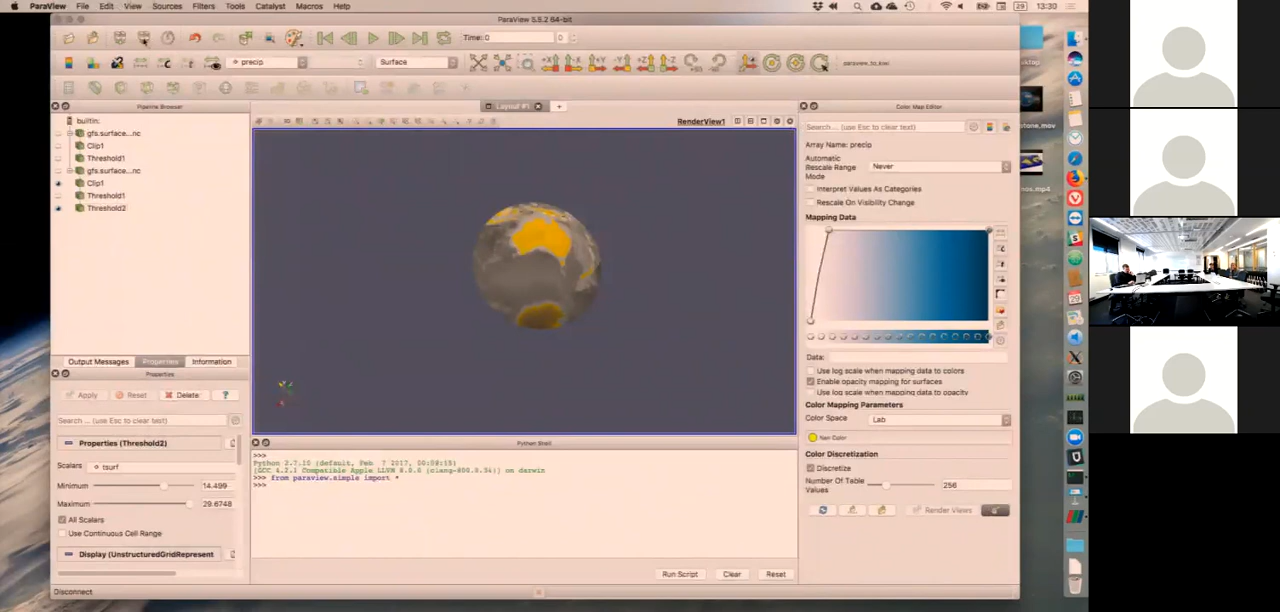 ParaView File Edit View Sources Filters Tools Catalyst Macros Help
29 13:30
ParaView 5.5.2 64-bit
Time: 0
0
precip
Surface
Pipeline Browser
Layout #1
Color Map Editor
builtin:
gfs.surface...nc
Clip1
Threshold1
gfs.surface...nc
Clip1
Threshold1
Threshold2
RenderView1
Search ... (use Esc to clear text)
Array Name: precip
Automatic
Rescale Range
Mode
Never
Interpret Values As Categories
Rescale On Visibility Change
Mapping Data
Data:
Use log scale when mapping data to colors
Enable opacity mapping for surfaces
Use log scale when mapping data to opacity
Color Mapping Parameters
Color Space
Lab
Nan Color
Color Discretization
Discretize
Number Of Table
Values
256
Render Views
Output Messages
Properties
Information
Properties
Apply
Reset
Delete
?
Search ... (use Esc to clear text)
Properties (Threshold2)
Scalars
tsurf
Minimum
14.499
Maximum
29.6748
All Scalars
Use Continuous Cell Range
Display (UnstructuredGridRepresent
Python Shell
>>>
Python 2.7.10 (default, Feb 7 2017, 00:08:15)
>>> from paraview.simple import *
>>>
Run Script
Clear
Reset
Disconnect